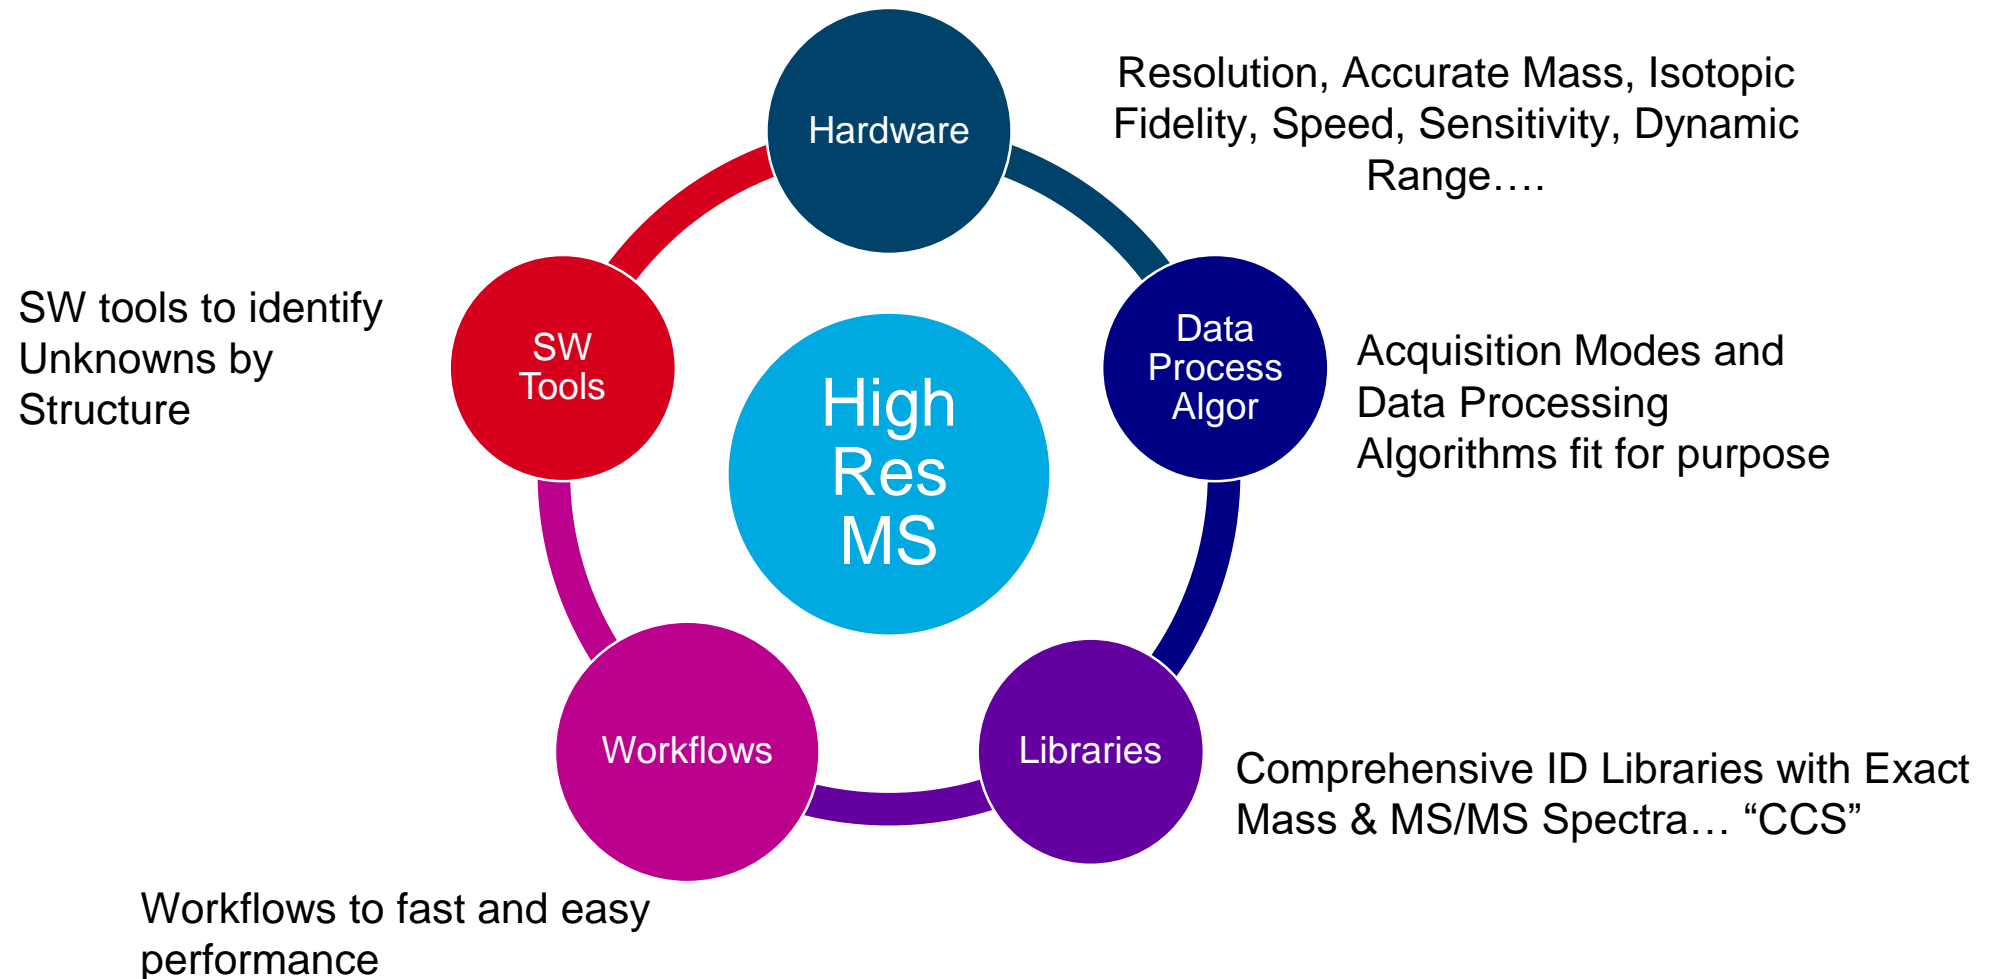 Hardware
Resolution, Accurate Mass, Isotopic
Fidelity, Speed, Sensitivity, Dynamic
Range….
SW tools to identify
Unknowns by
Structure
SW
Tools
High
Res
MS
Data
Process
Algor
Acquisition Modes and
Data Processing
Algorithms fit for purpose
Workflows
Libraries
Comprehensive ID Libraries with Exact
Mass & MS/MS Spectra… “CCS”
Workflows to fast and easy
performance